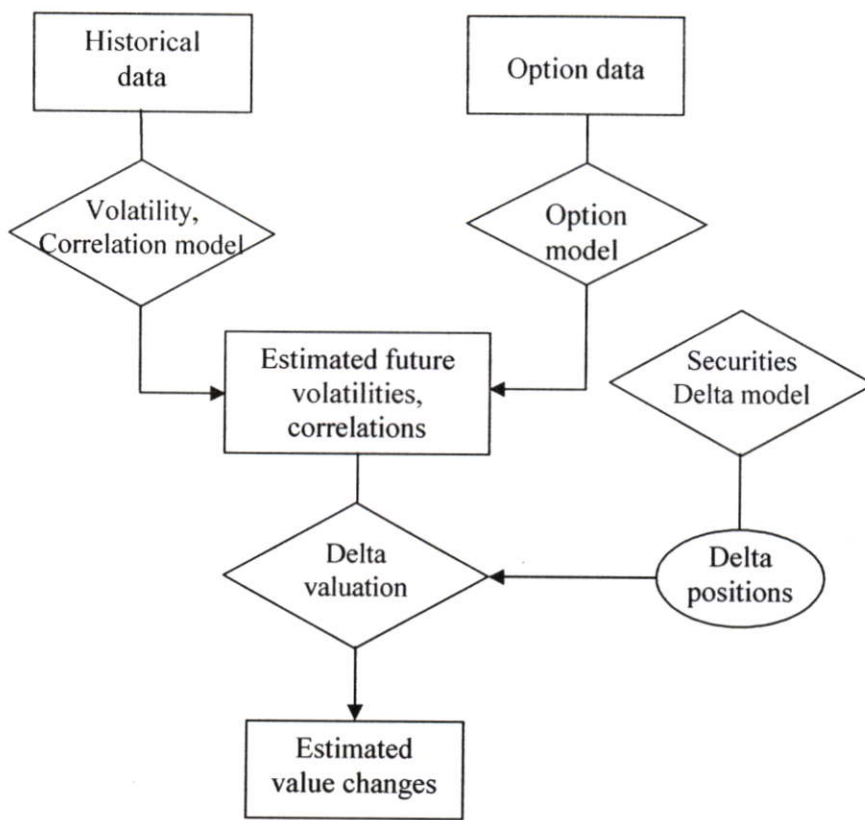 Historical
data
Option data
Volatility,
Correlation model
Option
model
Estimated future
volatilities,
correlations
Securities
Delta model
Delta
valuation
Delta
positions
Estimated
value changes